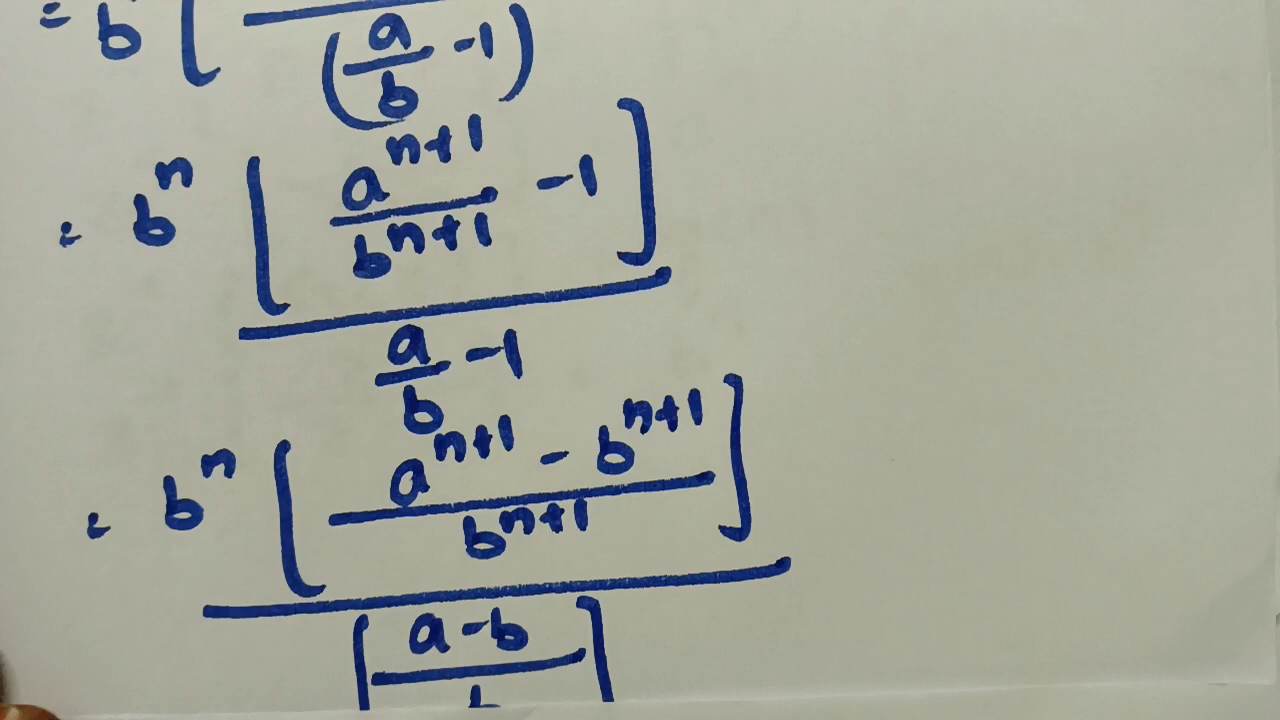 = b [
(a/b -1)
= b^n [ a^{n+1} / b^{n+1} -1 ]
a/b -1
= b^n [ a^{n+1} - b^{n+1} / b^{n+1} ]
[ a-b / b ]